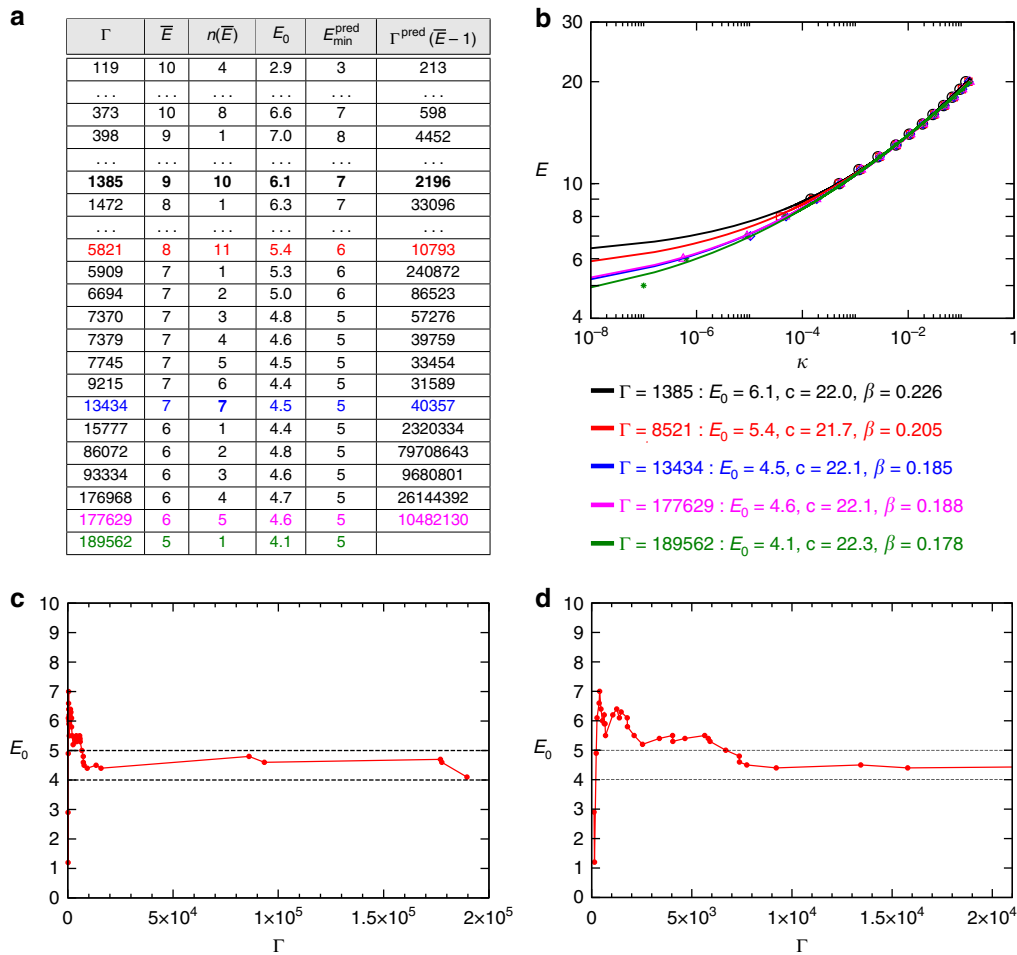 a
Γ E̅ n(E̅) E₀ E_min^pred Γ^pred (E̅ − 1)
119 10 4 2.9 3 213
. . . . . . . . . . . . . . . . . .
373 10 8 6.6 7 598
398 9 1 7.0 8 4452
. . . . . . . . . . . . . . . . . .
1385 9 10 6.1 7 2196
1472 8 1 6.3 7 33096
. . . . . . . . . . . . . . . . . .
5821 8 11 5.4 6 10793
5909 7 1 5.3 6 240872
6694 7 2 5.0 6 86523
7370 7 3 4.8 5 57276
7379 7 4 4.6 5 39759
7745 7 5 4.5 5 33454
9215 7 6 4.4 5 31589
13434 7 7 4.5 5 40357
15777 6 1 4.4 5 2320334
86072 6 2 4.8 5 79708643
93334 6 3 4.6 5 9680801
176968 6 4 4.7 5 26144392
177629 6 5 4.6 5 10482130
189562 5 1 4.1 5
b
30
20
10
8
6
4
E
10⁻⁸ 10⁻⁶ 10⁻⁴ 10⁻² 1
κ
Γ = 1385 : E₀ = 6.1, c = 22.0, β = 0.226
Γ = 8521 : E₀ = 5.4, c = 21.7, β = 0.205
Γ = 13434 : E₀ = 4.5, c = 22.1, β = 0.185
Γ = 177629 : E₀ = 4.6, c = 22.1, β = 0.188
Γ = 189562 : E₀ = 4.1, c = 22.3, β = 0.178
c
10
9
8
7
6
5
4
3
2
1
0
E₀
0 5×10⁴ 1×10⁵ 1.5×10⁵ 2×10⁵
Γ
d
10
9
8
7
6
5
4
3
2
1
0
E₀
0 5×10³ 1×10⁴ 1.5×10⁴ 2×10⁴
Γ